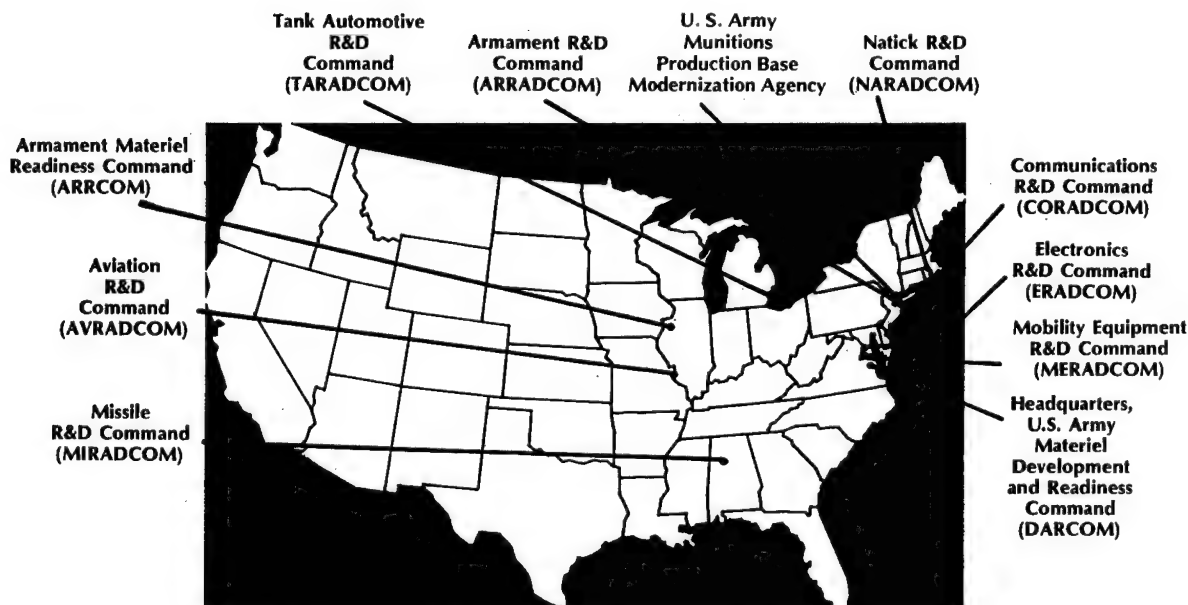 Tank Automotive
R&D
Command
(TARADCOM)
Armament R&D
Command
(ARRADCOM)
U. S. Army
Munitions
Production Base
Modernization Agency
Natick R&D
Command
(NARADCOM)
Armament Materiel
Readiness Command
(ARRCOM)
Aviation
R&D
Command
(AVRADCOM)
Missile
R&D Command
(MIRADCOM)
Communications
R&D Command
(CORADCOM)
Electronics
R&D Command
(ERADCOM)
Mobility Equipment
R&D Command
(MERADCOM)
Headquarters,
U.S. Army
Materiel
Development
and Readiness
Command
(DARCOM)